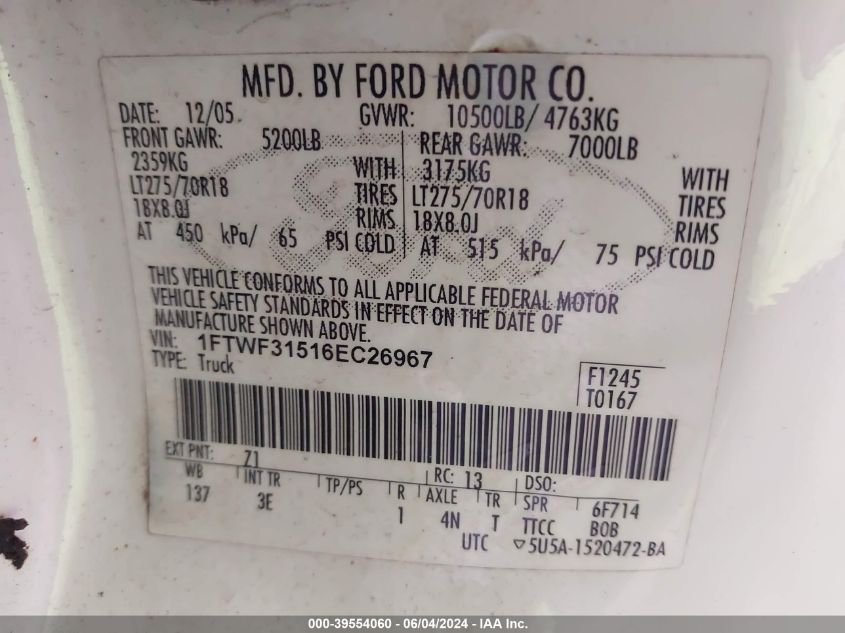 MFD. BY FORD MOTOR CO.
DATE: 12/05 GVWR: 10500LB/ 4763KG
FRONT GAWR: 5200LB REAR GAWR: 7000LB
2359KG WITH 3175KG WITH
LT275/70R18 TIRES LT275/70R18 TIRES
18X8.0J RIMS 18X8.0J RIMS
AT 450 kPa/ 65 PSI COLD AT 515 kPa/ 75 PSI COLD
THIS VEHICLE CONFORMS TO ALL APPLICABLE FEDERAL MOTOR
VEHICLE SAFETY STANDARDS IN EFFECT ON THE DATE OF
MANUFACTURE SHOWN ABOVE.
VIN: 1FTWF31516EC26967
TYPE: Truck
F1245
T0167
EXT PNT: Z1 RC: 13 DSO:
WB INT TR TP/PS R AXLE TR SPR 6F714
137 3E 1 4N T TTCC BOB
UTC ▽5U5A-1520472-BA
000-39554060 - 06/04/2024 - IAA Inc.